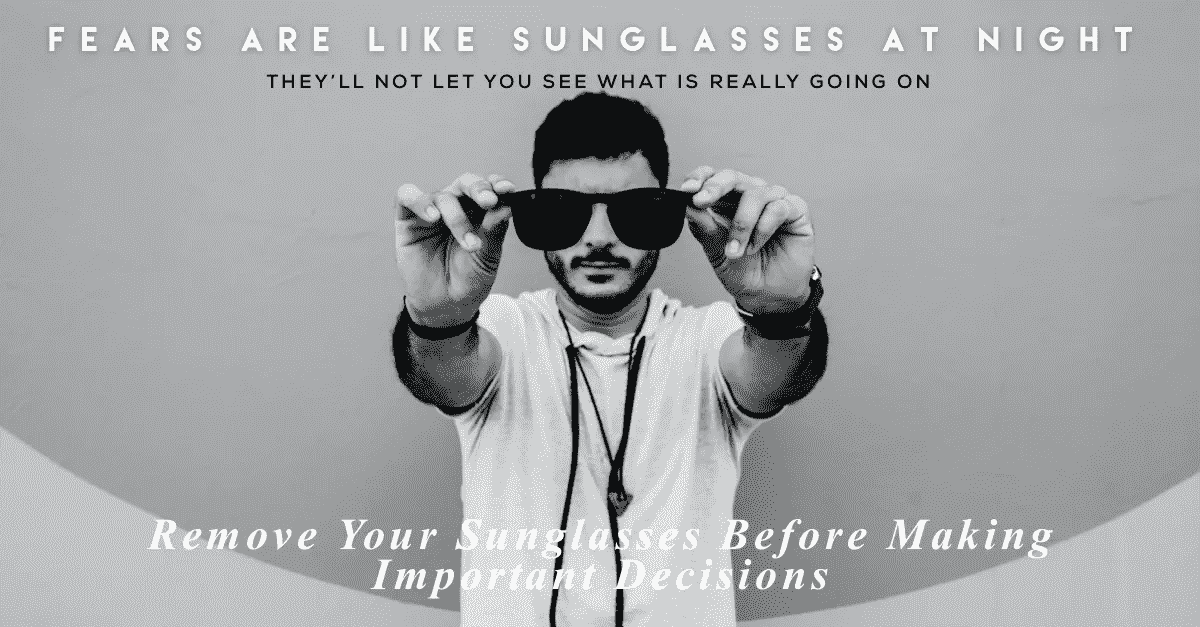 FEARS ARE LIKE SUNGLASSES AT NIGHT
THEY'LL NOT LET YOU SEE WHAT IS REALLY GOING ON
Remove Your Sunglasses Before Making
Important Decisions